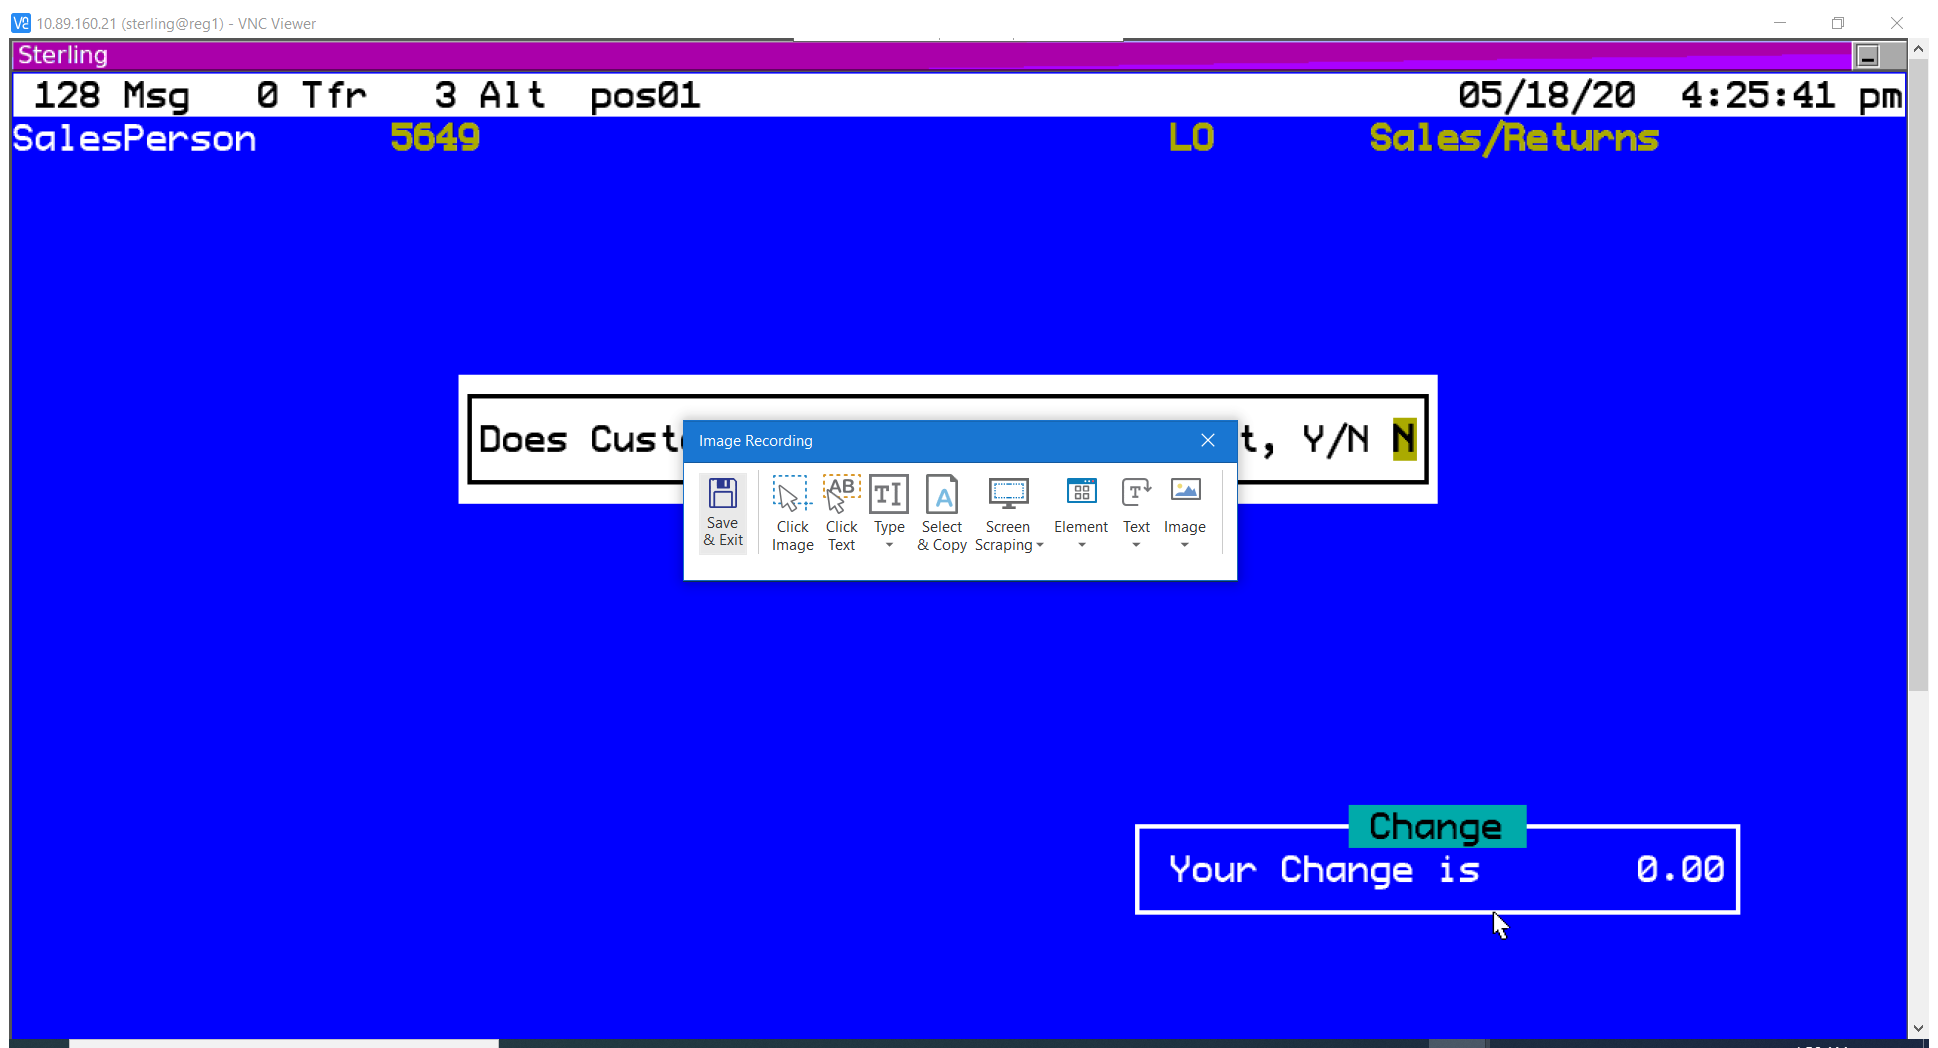 10.89.160.21 (sterling@reg1) - VNC Viewer
Sterling
128 Msg 0 Tfr 3 Alt pos01 05/18/20 4:25:41 pm
SalesPerson 5649 LO Sales/Returns
Does t, Y/N N
Image Recording
Save & Exit
Click Image
Click Text
Type
Select & Copy
Screen Scraping
Element
Text
Image
Change
Your Change is 0.00